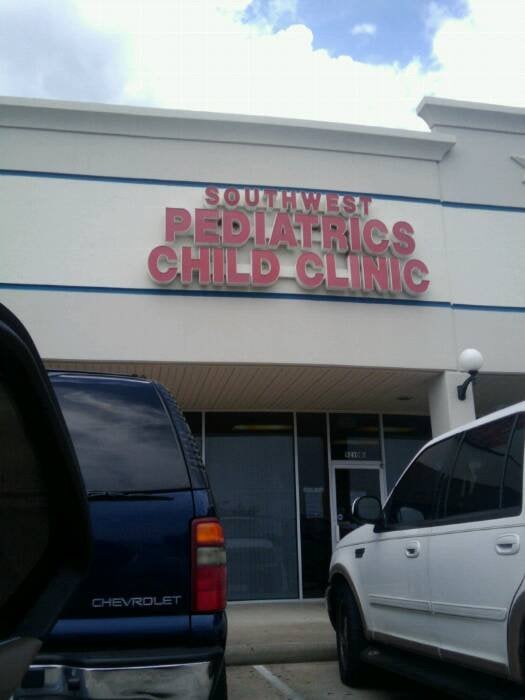 SOUTHWEST
PEDIATRICS
CHILD CLINIC
CHEVROLET